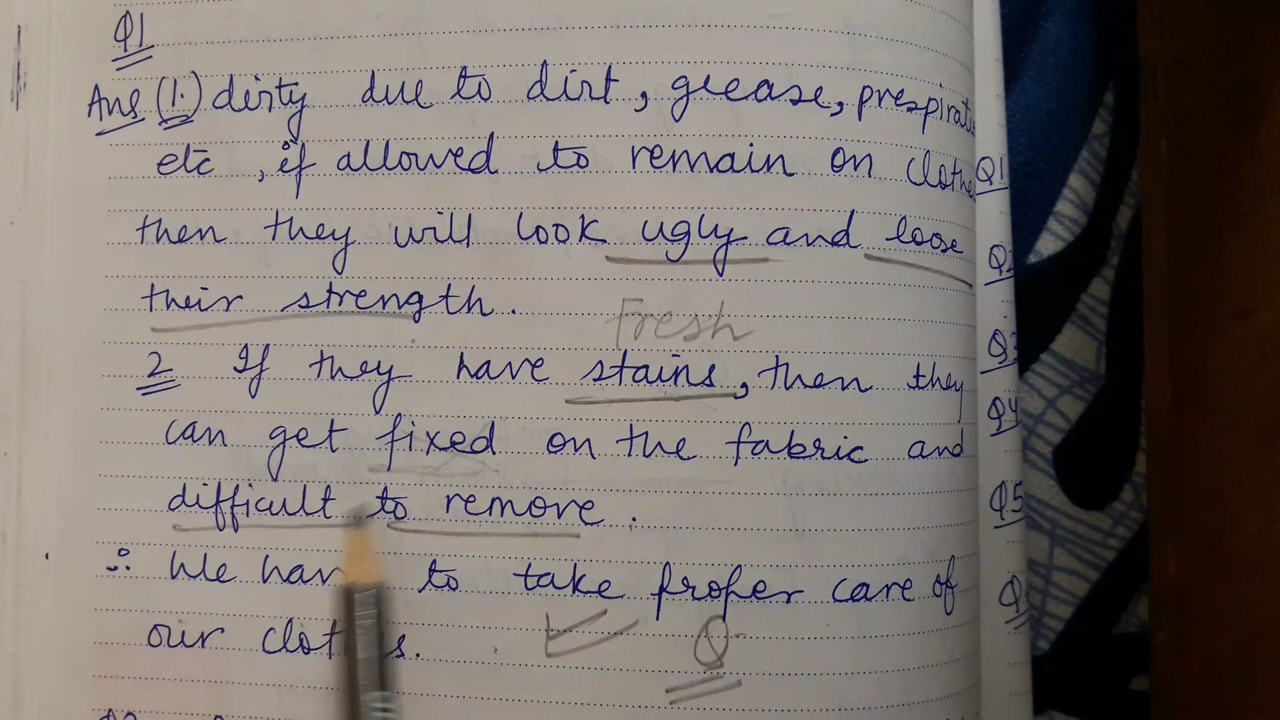 Q1
Ans (1.) dirty due to dirt, grease, prespirati
etc, if allowed to remain on clothe
then they will look ugly and loose
their strength.
Fresh
2 If they have stains, then they
can get fixed on the fabric and
difficult to remove.
∴ We hav to take proper care of
our clot s.
Q
Q1
Q2
Q3
Q4
Q5
Q